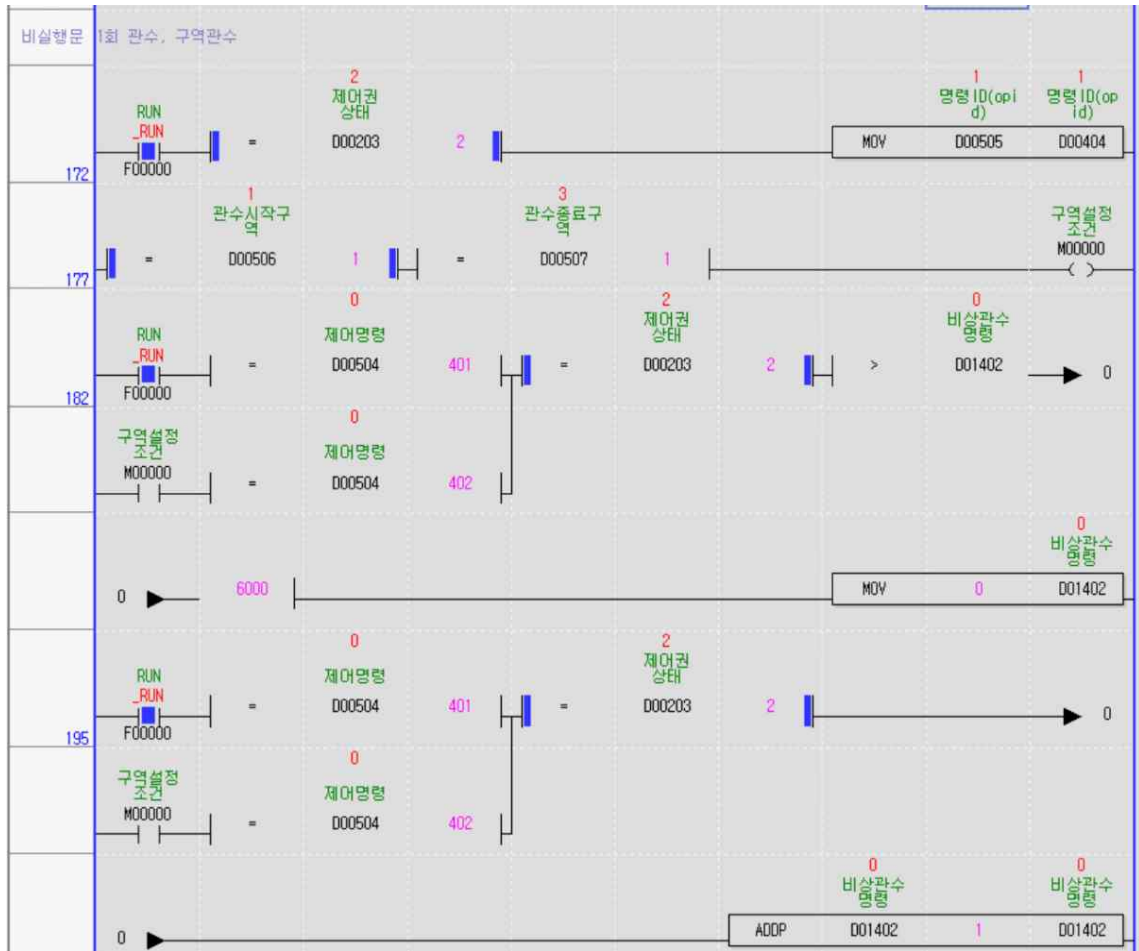 비실행문 1회 관수, 구역관수
2
제어권
상태
1 1
명령ID(opi
d) 명령ID(op
id)
RUN
_RUN
= D00203 2 MOV D00505 D00404
F00000
172
1 3
관수시작구
역 관수종료구
역 구역설정
조건
M00000
= D00506 1 = D00507 1
177
0 2 0
RUN 제어명령 제어권
상태 비상관수
명령
_RUN
= D00504 401 = D00203 2 > D01402 0
F00000
182
0
구역설정
조건 제어명령
M00000
= D00504 402
0
비상관수
명령
0 6000 MOV 0 D01402
0 2
RUN 제어명령 제어권
상태
_RUN
= D00504 401 = D00203 2 0
F00000
195
0
구역설정
조건 제어명령
M00000
= D00504 402
0 0
비상관수
명령 비상관수
명령
0 ADDP D01402 1 D01402